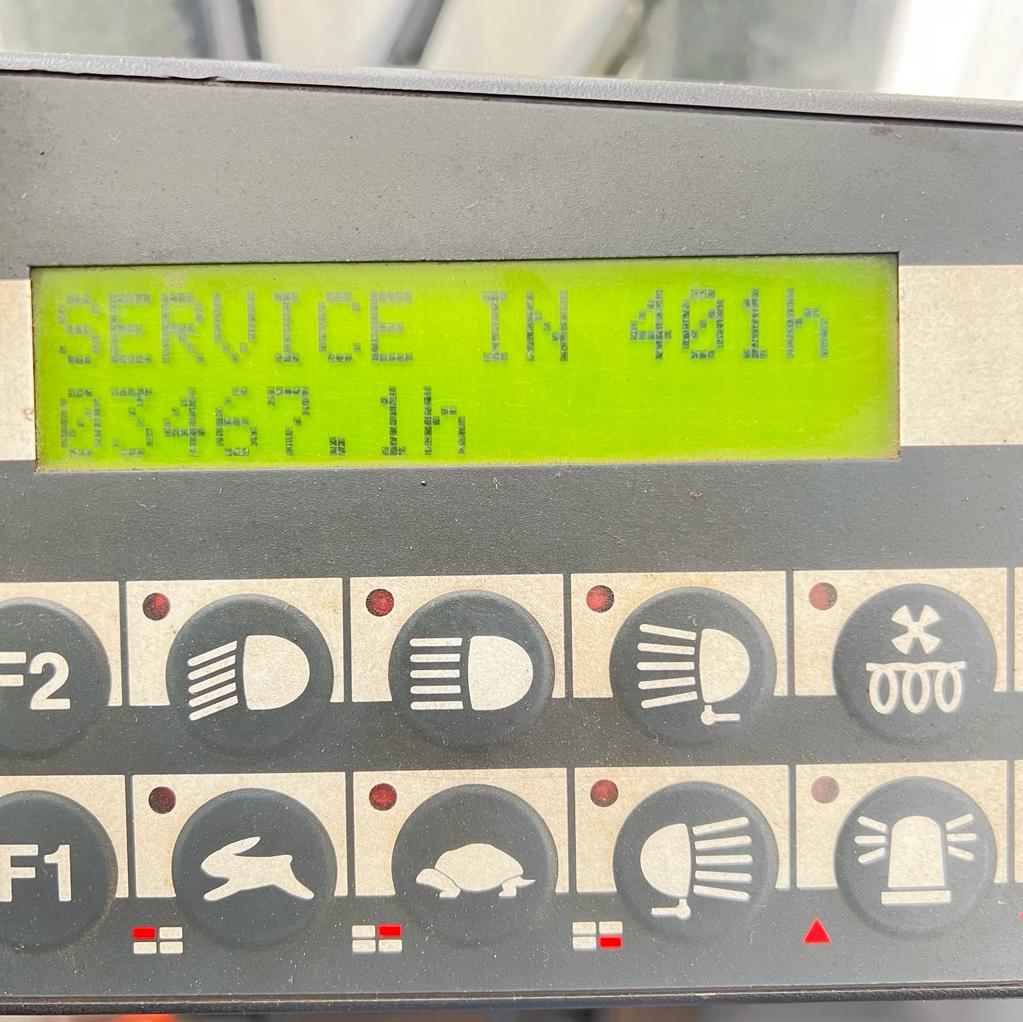 SERVICE IN 401h
03467.1h
F2
F1